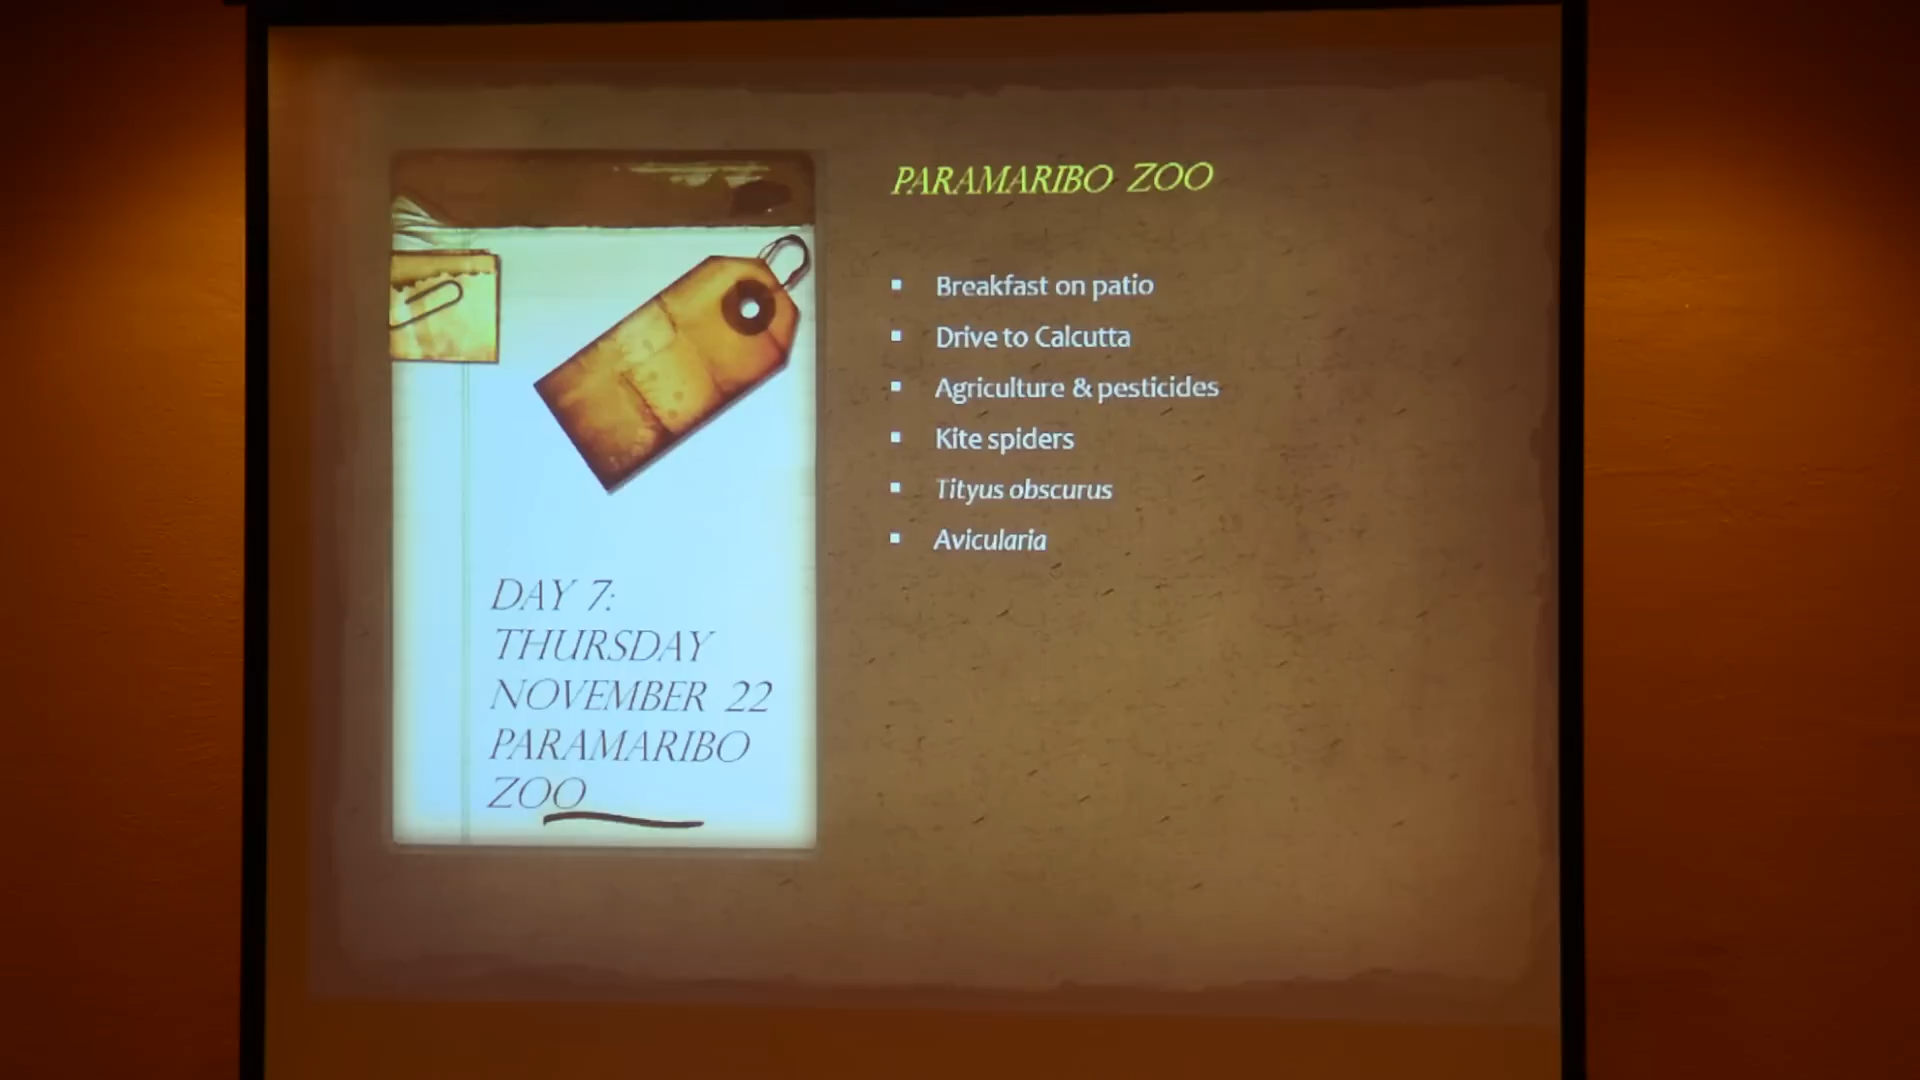 PARAMARIBO ZOO
Breakfast on patio
Drive to Calcutta
Agriculture & pesticides
Kite spiders
Tityus obscurus
Avicularia
DAY 7:
THURSDAY
NOVEMBER 22
PARAMARIBO
ZOO